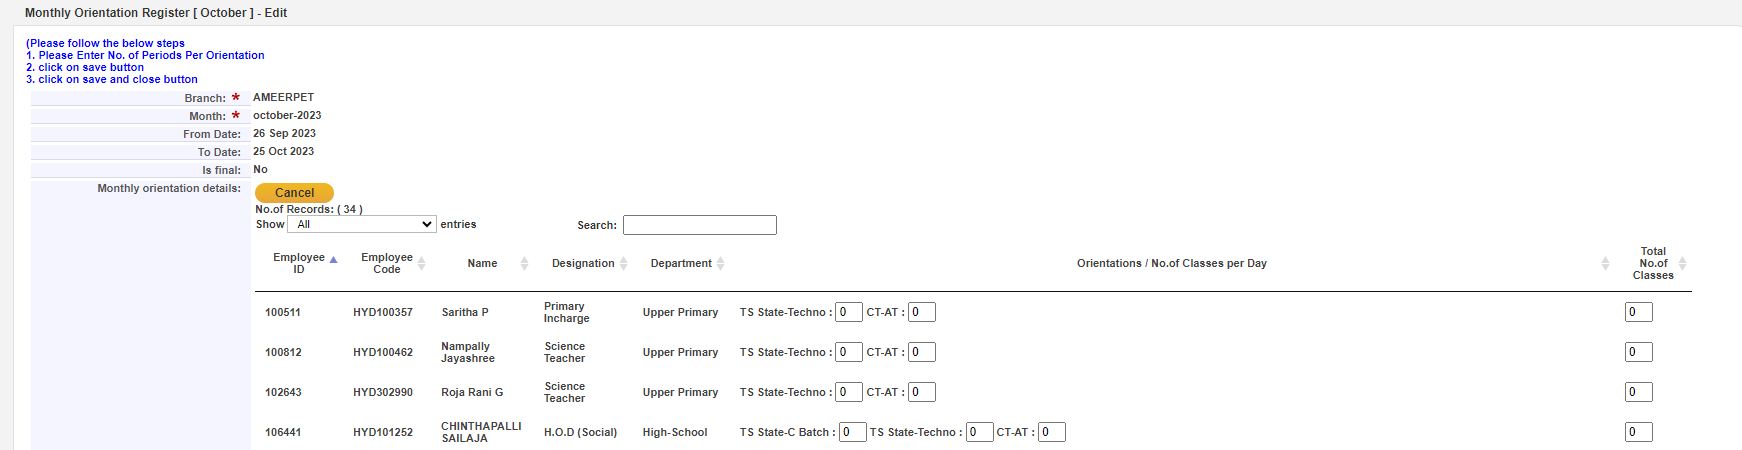 Monthly Orientation Register [ October ] - Edit
(Please follow the below steps
1. Please Enter No. of Periods Per Orientation
2. click on save button
3. click on save and close button
Branch: * AMEERPET
Month: * october-2023
From Date: 26 Sep 2023
To Date: 25 Oct 2023
Is final: No
Monthly orientation details:
Cancel
No.of Records: ( 34 )
Show All entries Search:
Employee ID Employee Code Name Designation Department Orientations / No.of Classes per Day Total No.of Classes
100511 HYD100357 Saritha P Primary Incharge Upper Primary TS State-Techno : 0 CT-AT : 0 0
100812 HYD100462 Nampally Jayashree Science Teacher Upper Primary TS State-Techno : 0 CT-AT : 0 0
102643 HYD302990 Roja Rani G Science Teacher Upper Primary TS State-Techno : 0 CT-AT : 0 0
106441 HYD101252 CHINTHAPALLI SAILAJA H.O.D (Social) High-School TS State-C Batch : 0 TS State-Techno : 0 CT-AT : 0 0